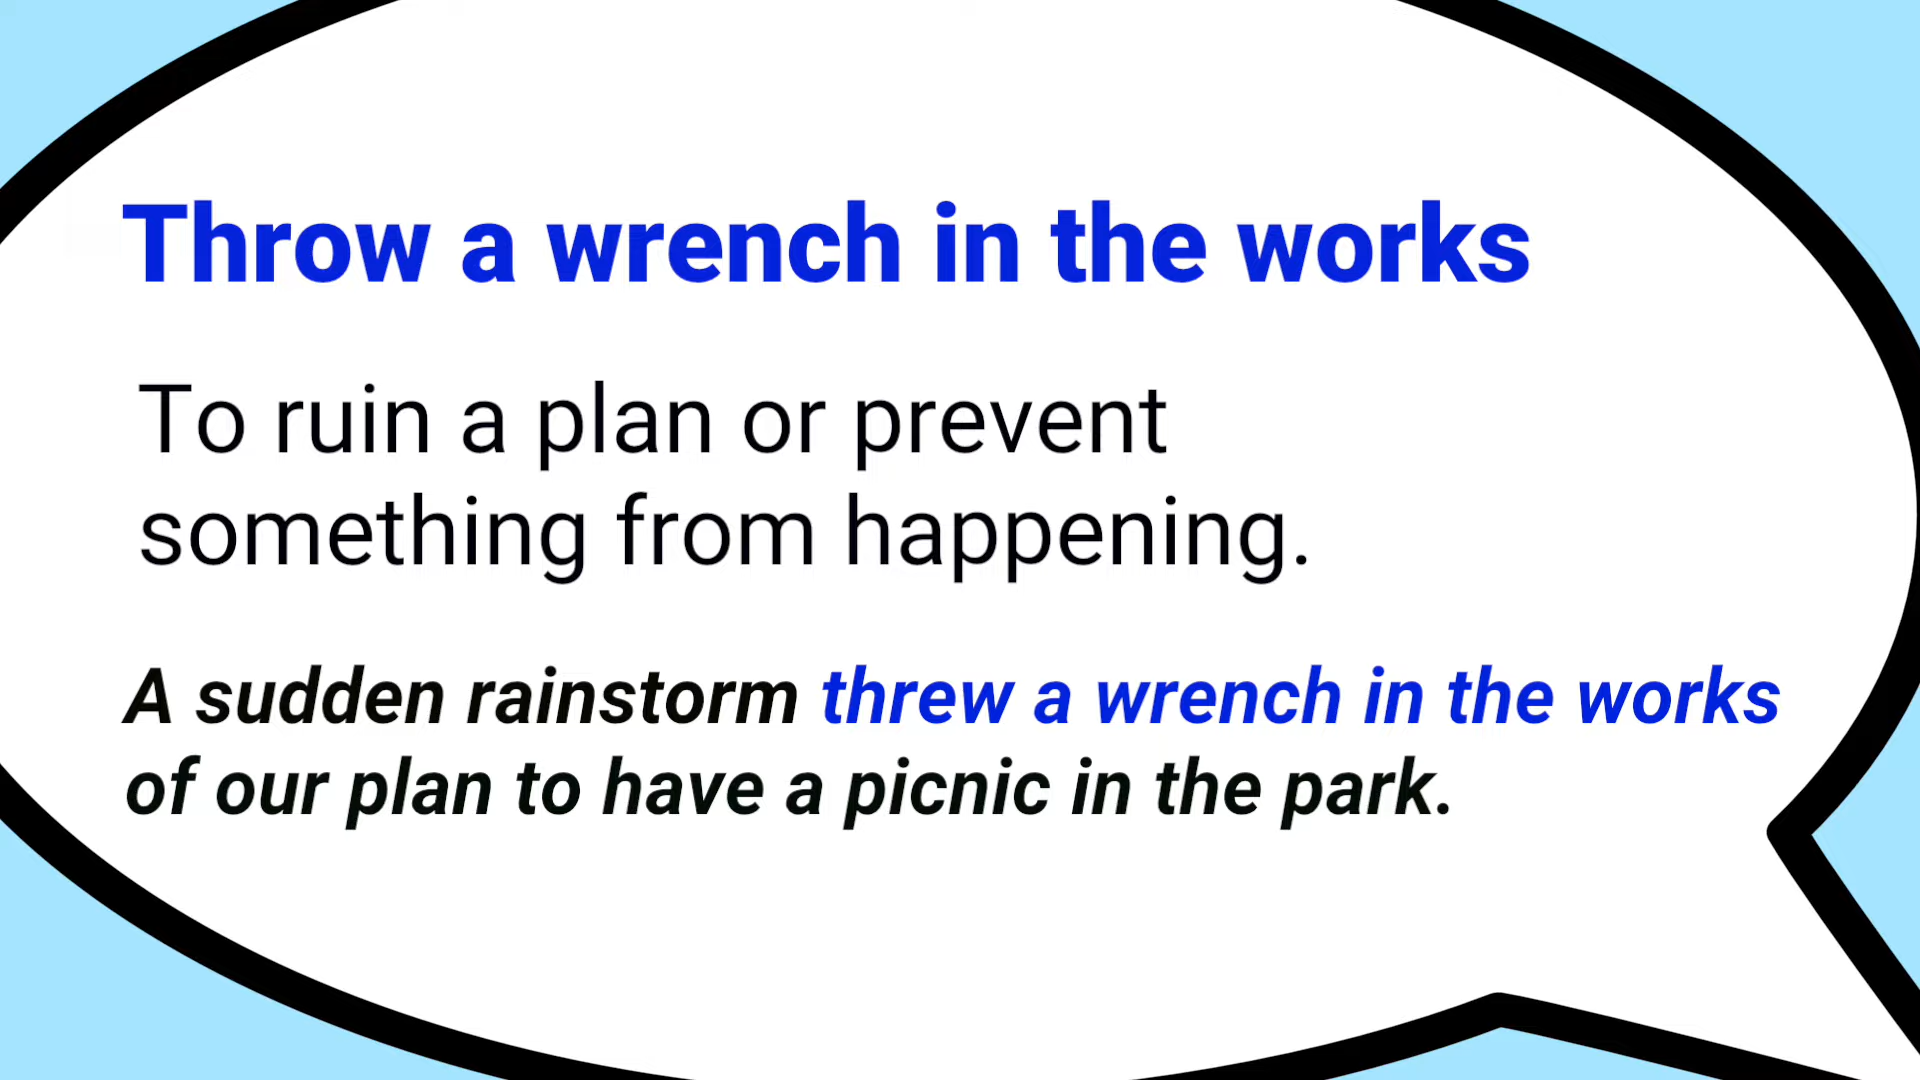 Throw a wrench in the works
To ruin a plan or prevent
something from happening.
A sudden rainstorm threw a wrench in the works
of our plan to have a picnic in the park.